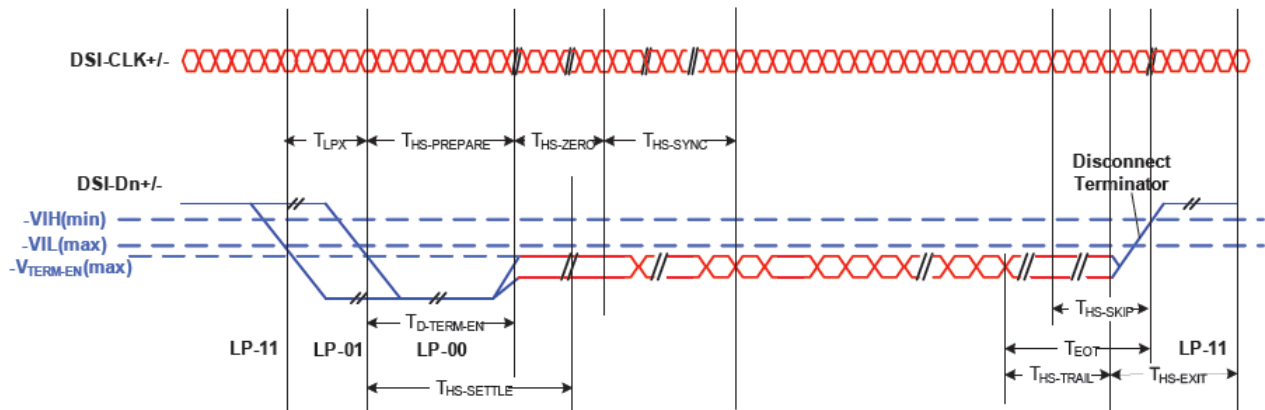 DSI-CLK+/-
TLPX
THS-PREPARE
THS-ZERO
THS-SYNC
DSI-Dn+/-
Disconnect
Terminator
-VIH(min)
-VIL(max)
-VTERM-EN(max)
THS-SKIP
TD-TERM-EN
LP-11
LP-01
LP-00
TEOT
LP-11
THS-SETTLE
THS-TRAIL
THS-EXIT